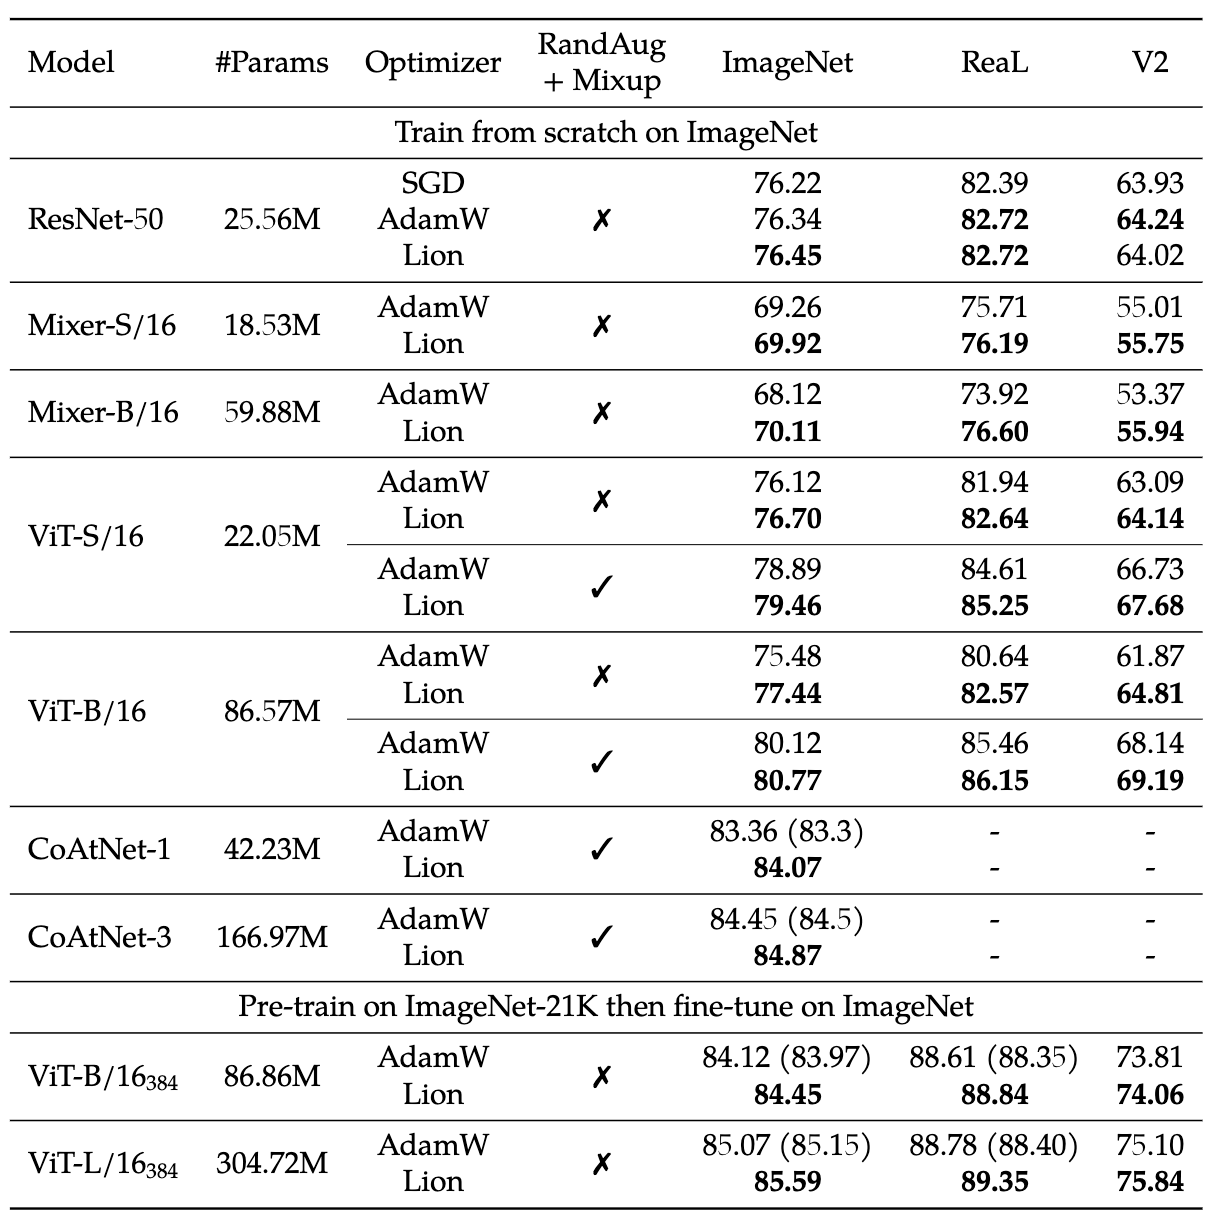 Model #Params Optimizer RandAug + Mixup ImageNet ReaL V2
Train from scratch on ImageNet
ResNet-50 25.56M SGD ✗ 76.22 82.39 63.93
AdamW 76.34 82.72 64.24
Lion 76.45 82.72 64.02
Mixer-S/16 18.53M AdamW ✗ 69.26 75.71 55.01
Lion 69.92 76.19 55.75
Mixer-B/16 59.88M AdamW ✗ 68.12 73.92 53.37
Lion 70.11 76.60 55.94
ViT-S/16 22.05M AdamW ✗ 76.12 81.94 63.09
Lion 76.70 82.64 64.14
AdamW ✓ 78.89 84.61 66.73
Lion 79.46 85.25 67.68
ViT-B/16 86.57M AdamW ✗ 75.48 80.64 61.87
Lion 77.44 82.57 64.81
AdamW ✓ 80.12 85.46 68.14
Lion 80.77 86.15 69.19
CoAtNet-1 42.23M AdamW ✓ 83.36 (83.3) - -
Lion 84.07 - -
CoAtNet-3 166.97M AdamW ✓ 84.45 (84.5) - -
Lion 84.87 - -
Pre-train on ImageNet-21K then fine-tune on ImageNet
ViT-B/16384 86.86M AdamW ✗ 84.12 (83.97) 88.61 (88.35) 73.81
Lion 84.45 88.84 74.06
ViT-L/16384 304.72M AdamW ✗ 85.07 (85.15) 88.78 (88.40) 75.10
Lion 85.59 89.35 75.84